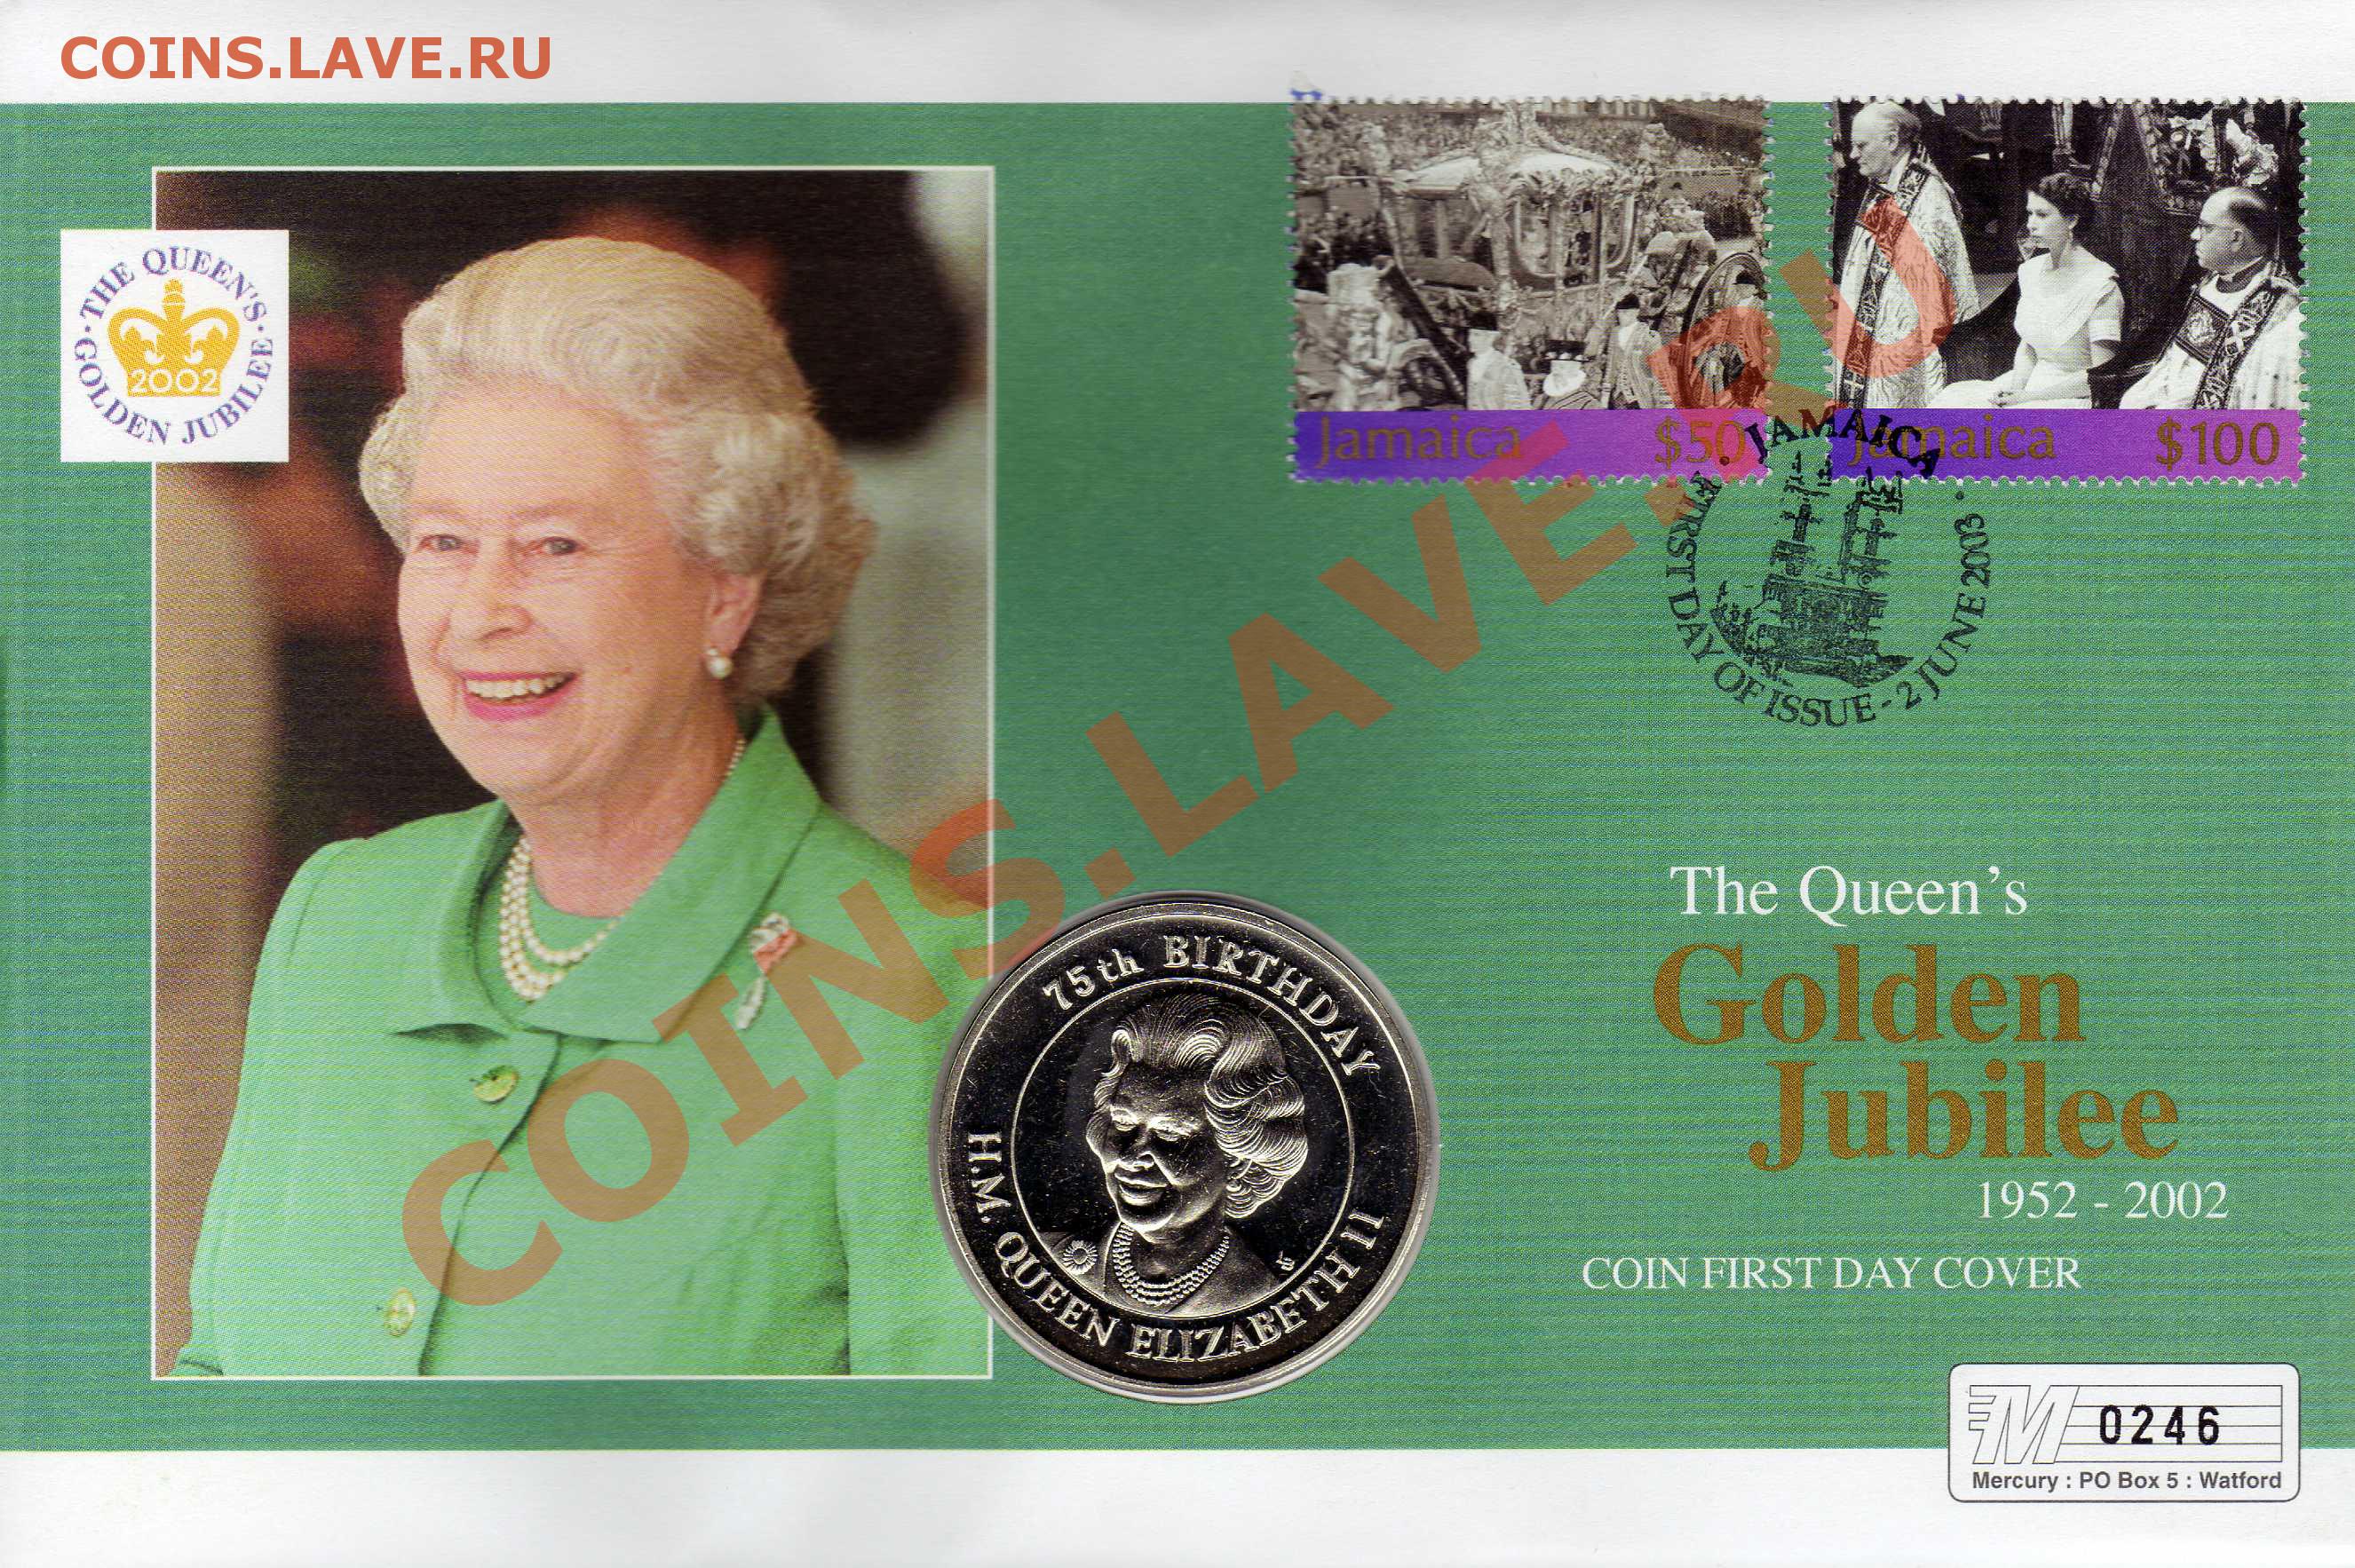 COINS.LAVE.RU
· THE QUEEN'S ·
GOLDEN JUBILEE
2002
Jamaica $50
Jamaica $100
· JAMAICA ·
FIRST DAY OF ISSUE - 2 JUNE 2003
COINS.LAVE.RU
The Queen's
Golden
Jubilee
1952 - 2002
COIN FIRST DAY COVER
75th BIRTHDAY
H.M. QUEEN ELIZABETH II
M 0246
Mercury : PO Box 5 : Watford